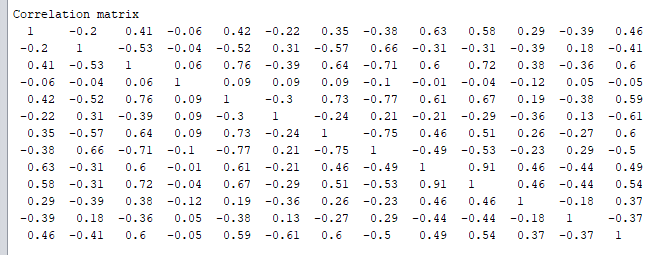 Correlation matrix
1 -0.2 0.41 -0.06 0.42 -0.22 0.35 -0.38 0.63 0.58 0.29 -0.39 0.46
-0.2 1 -0.53 -0.04 -0.52 0.31 -0.57 0.66 -0.31 -0.31 -0.39 0.18 -0.41
0.41 -0.53 1 0.06 0.76 -0.39 0.64 -0.71 0.6 0.72 0.38 -0.36 0.6
-0.06 -0.04 0.06 1 0.09 0.09 0.09 -0.1 -0.01 -0.04 -0.12 0.05 -0.05
0.42 -0.52 0.76 0.09 1 -0.3 0.73 -0.77 0.61 0.67 0.19 -0.38 0.59
-0.22 0.31 -0.39 0.09 -0.3 1 -0.24 0.21 -0.21 -0.29 -0.36 0.13 -0.61
0.35 -0.57 0.64 0.09 0.73 -0.24 1 -0.75 0.46 0.51 0.26 -0.27 0.6
-0.38 0.66 -0.71 -0.1 -0.77 0.21 -0.75 1 -0.49 -0.53 -0.23 0.29 -0.5
0.63 -0.31 0.6 -0.01 0.61 -0.21 0.46 -0.49 1 0.91 0.46 -0.44 0.49
0.58 -0.31 0.72 -0.04 0.67 -0.29 0.51 -0.53 0.91 1 0.46 -0.44 0.54
0.29 -0.39 0.38 -0.12 0.19 -0.36 0.26 -0.23 0.46 0.46 1 -0.18 0.37
-0.39 0.18 -0.36 0.05 -0.38 0.13 -0.27 0.29 -0.44 -0.44 -0.18 1 -0.37
0.46 -0.41 0.6 -0.05 0.59 -0.61 0.6 -0.5 0.49 0.54 0.37 -0.37 1